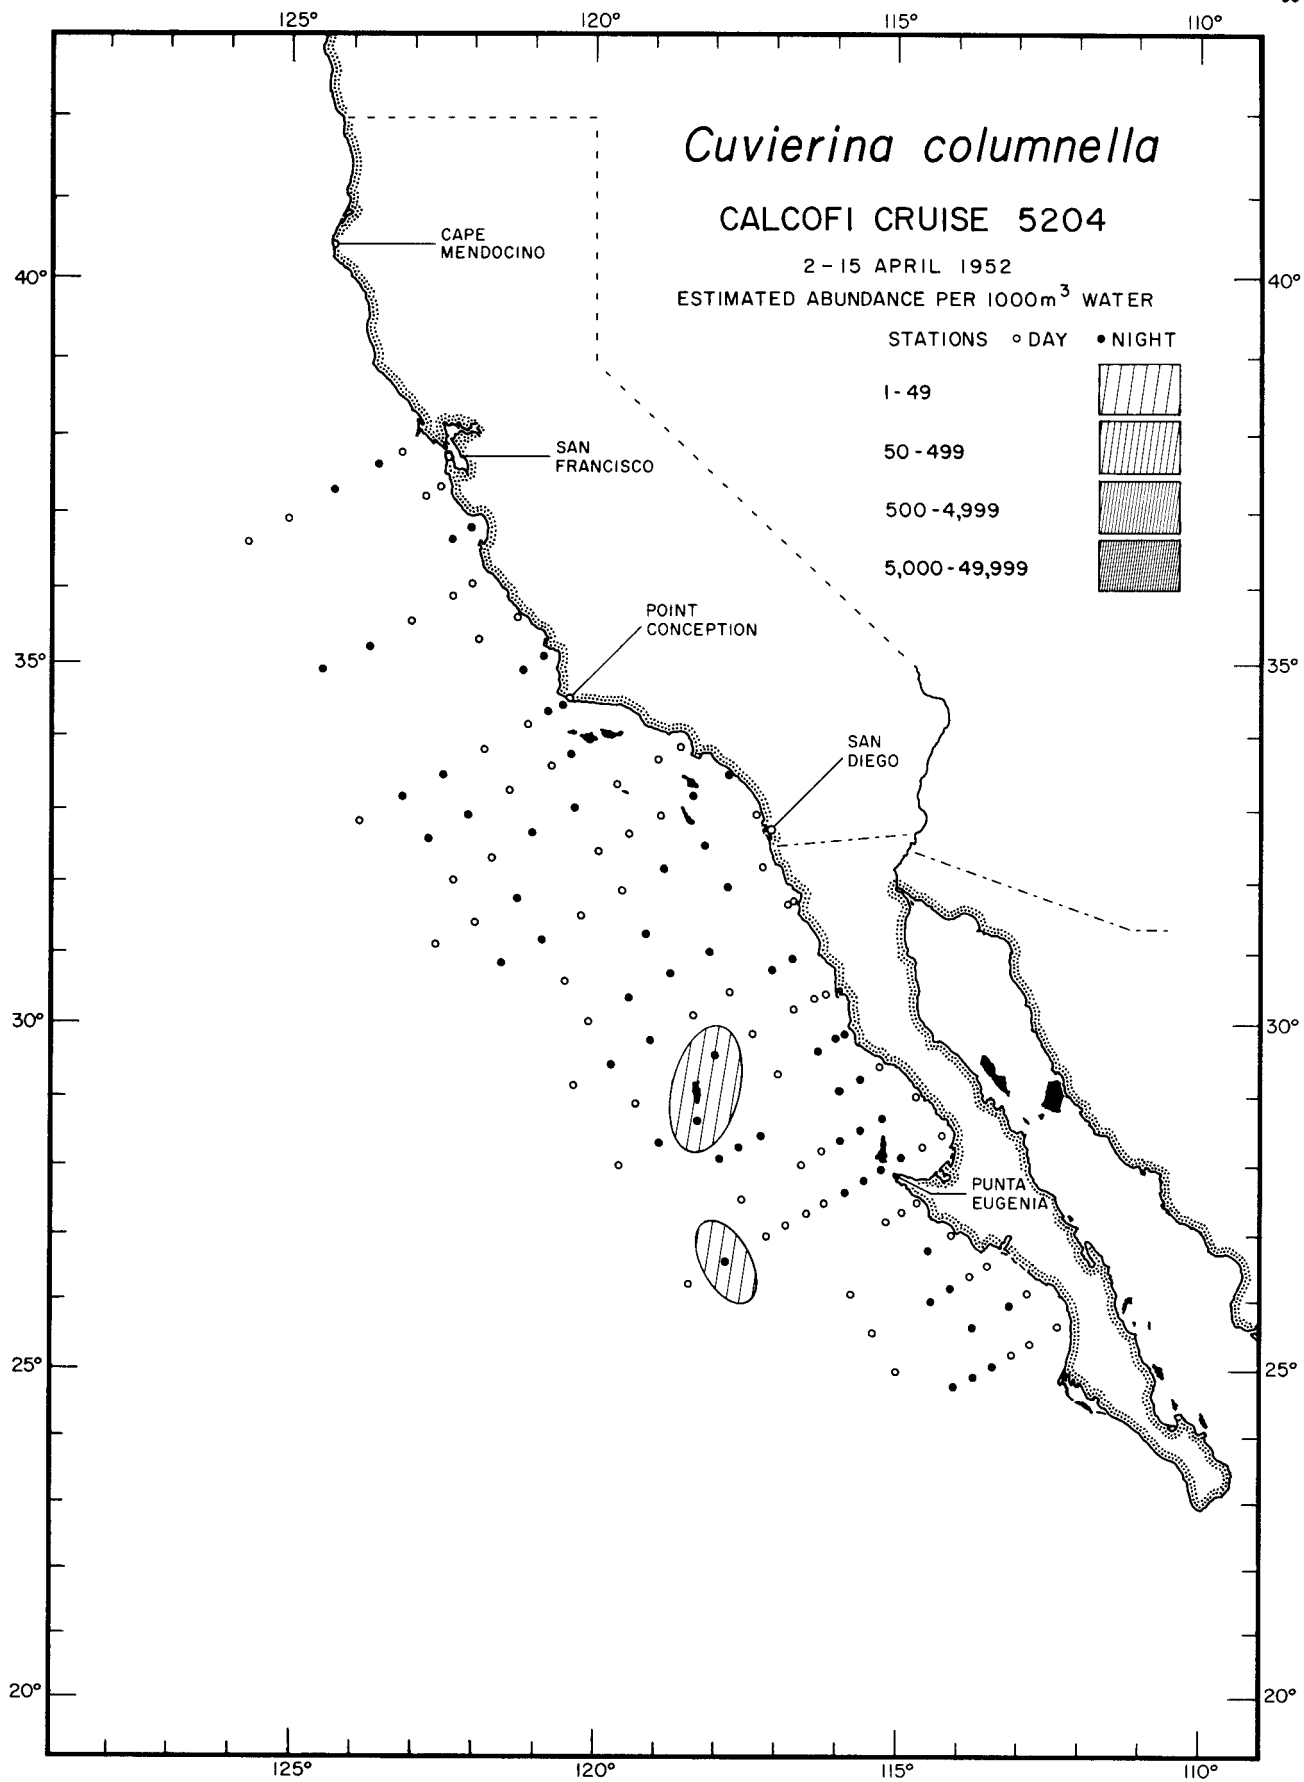 125° 120° 115° 110°
Cuvierina columnella
CALCOFI CRUISE 5204
2-15 APRIL 1952
ESTIMATED ABUNDANCE PER 1000m³ WATER
STATIONS ○ DAY ● NIGHT
1-49
50-499
500-4,999
5,000-49,999
CAPE
MENDOCINO
40° 40°
SAN
FRANCISCO
POINT
CONCEPTION
35° 35°
SAN
DIEGO
30° 30°
PUNTA
EUGENIA
25° 25°
20° 20°
125° 120° 115° 110°